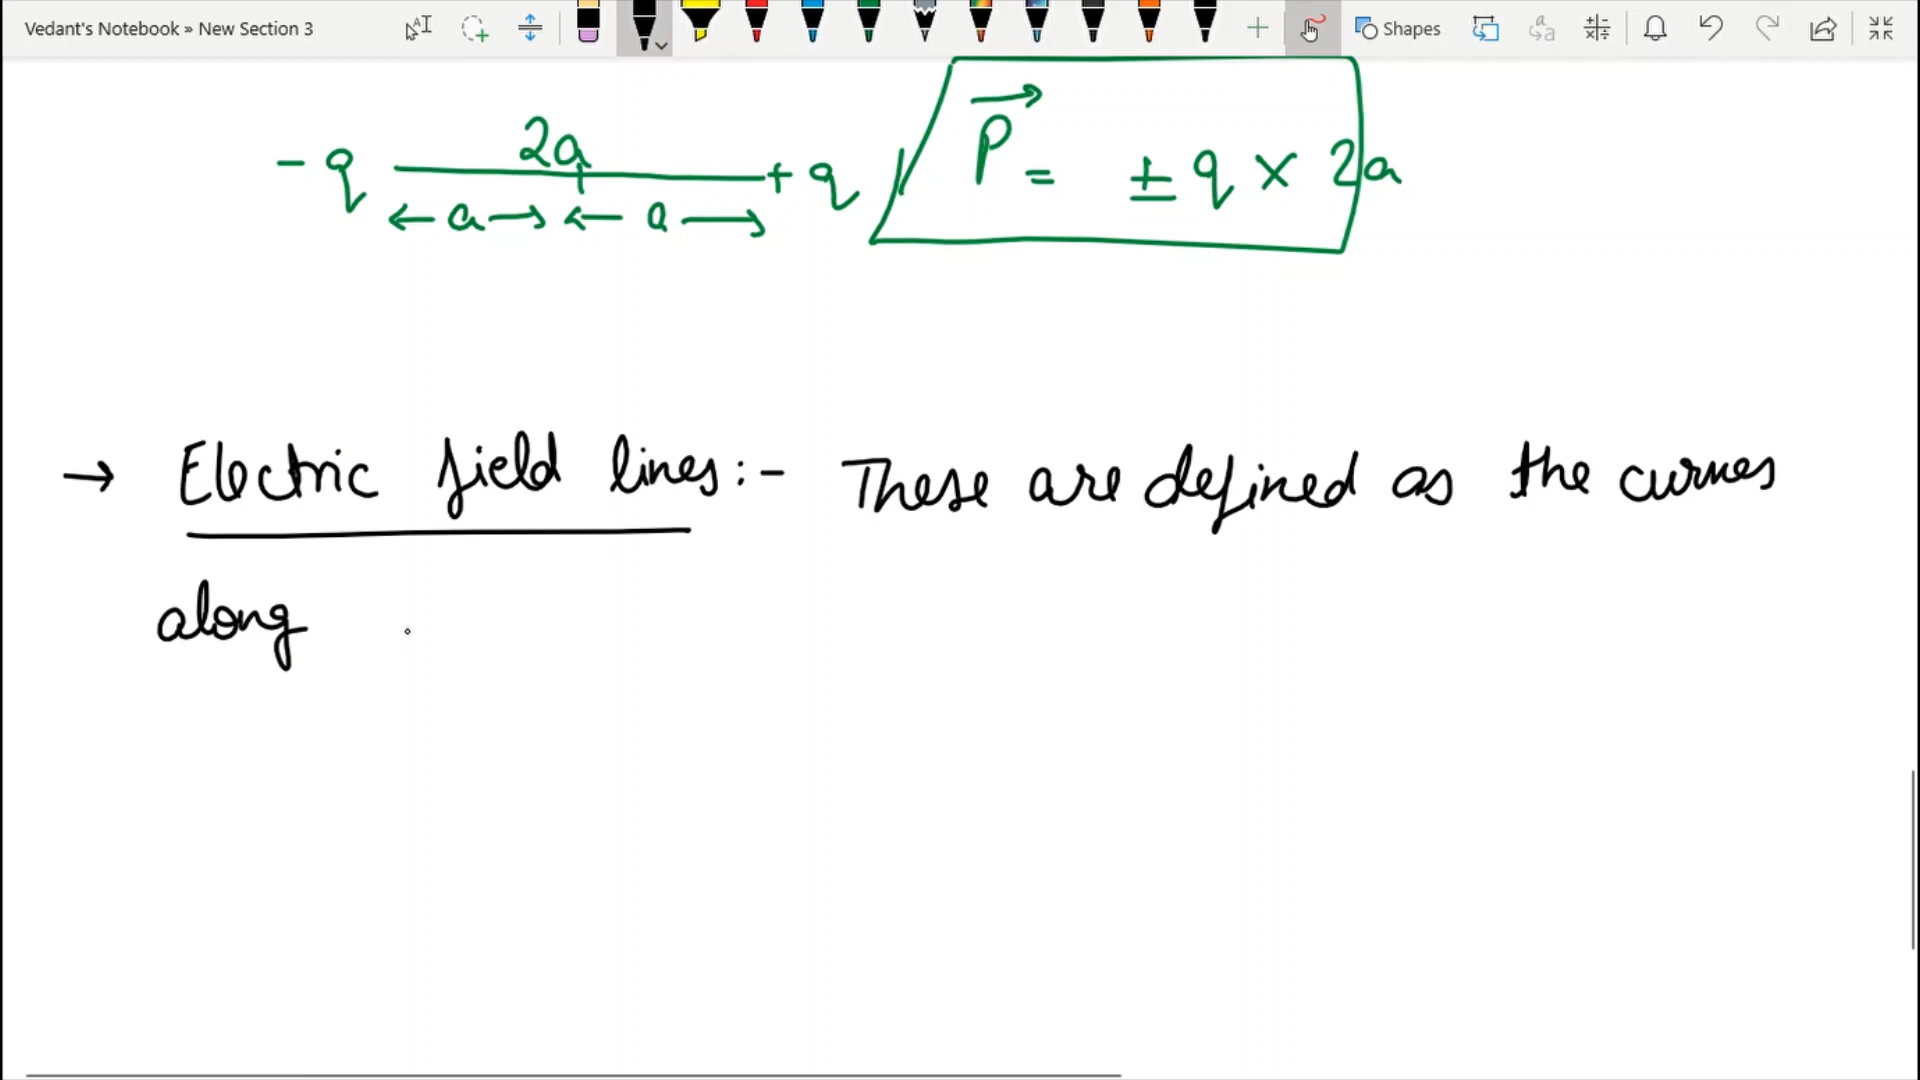 Vedant's Notebook » New Section 3
Shapes
2a
- q + q
a a
P = ± q × 2a
→ Electric field lines :- These are defined as the curves
along